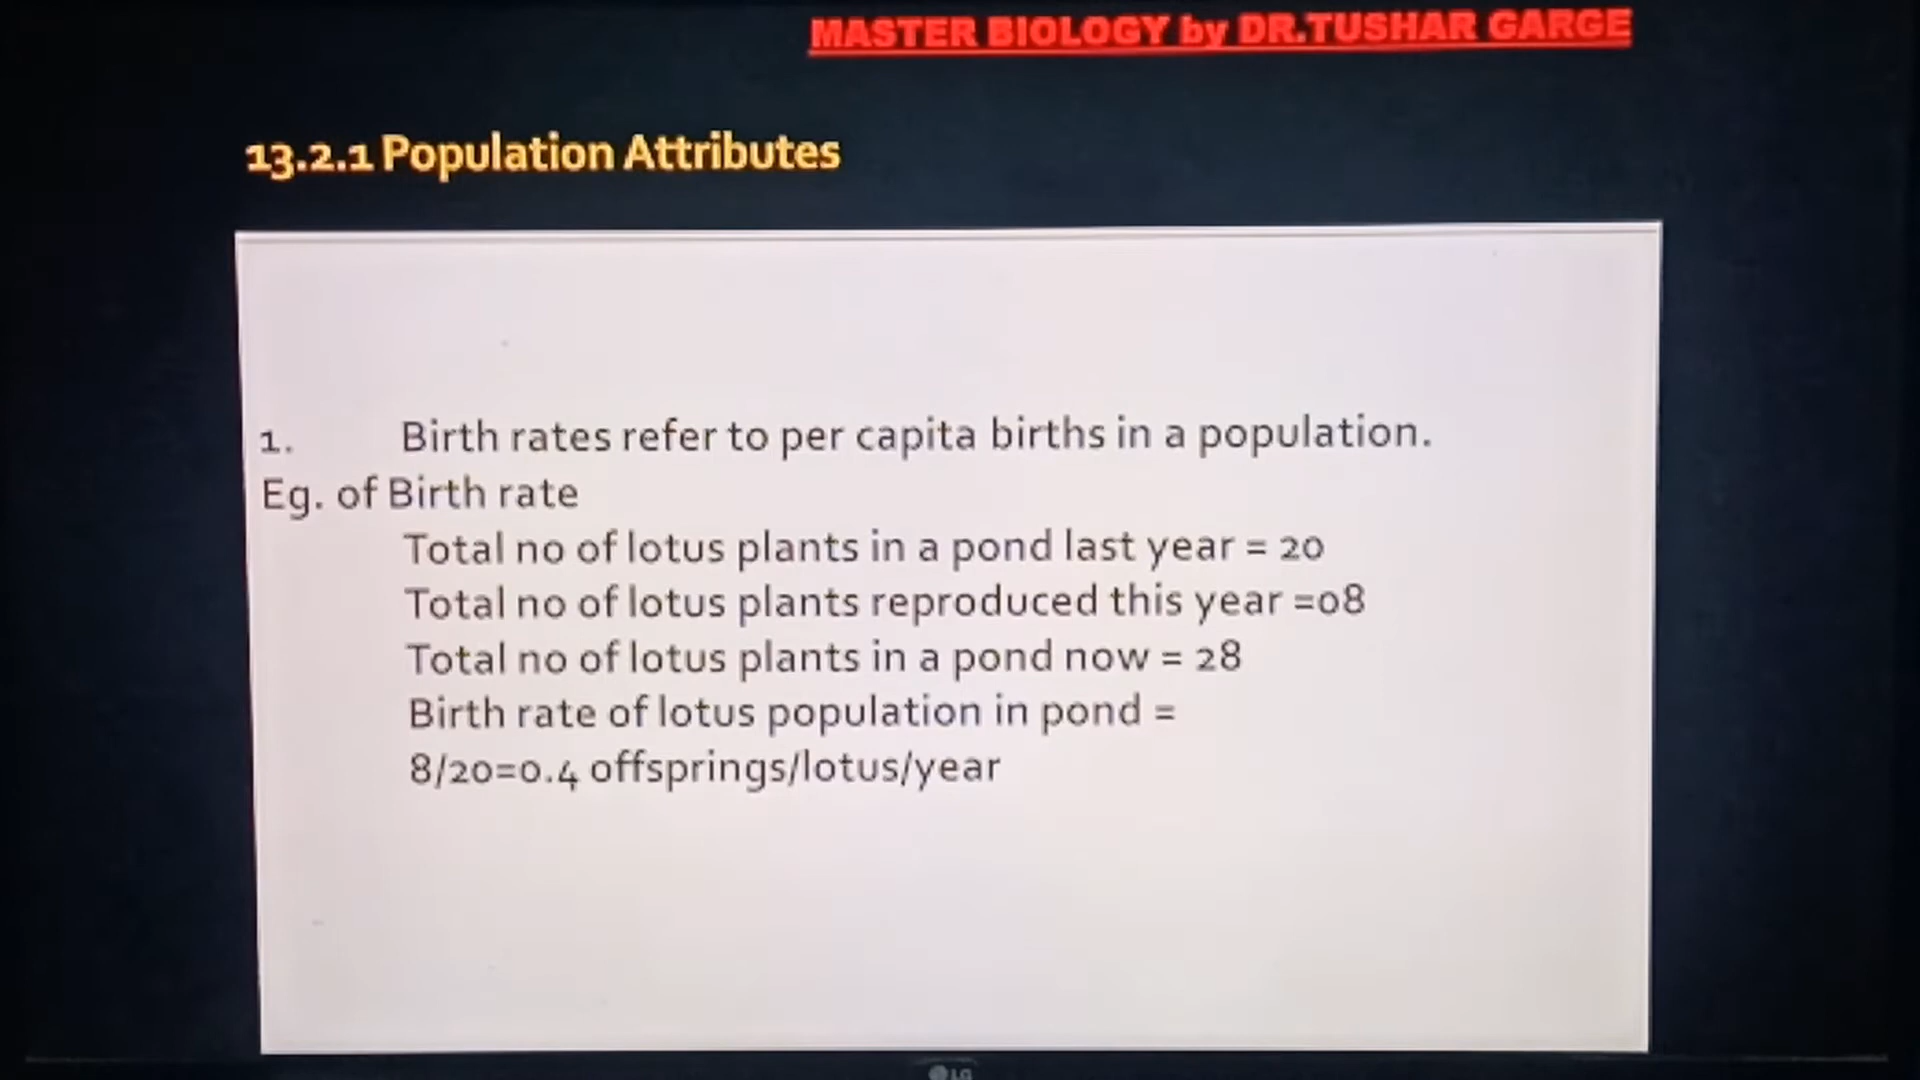 MASTER BIOLOGY by DR.TUSHAR GARGE
13.2.1 Population Attributes
1. Birth rates refer to per capita births in a population.
Eg. of Birth rate
Total no of lotus plants in a pond last year = 20
Total no of lotus plants reproduced this year =08
Total no of lotus plants in a pond now = 28
Birth rate of lotus population in pond =
8/20=0.4 offsprings/lotus/year
LG